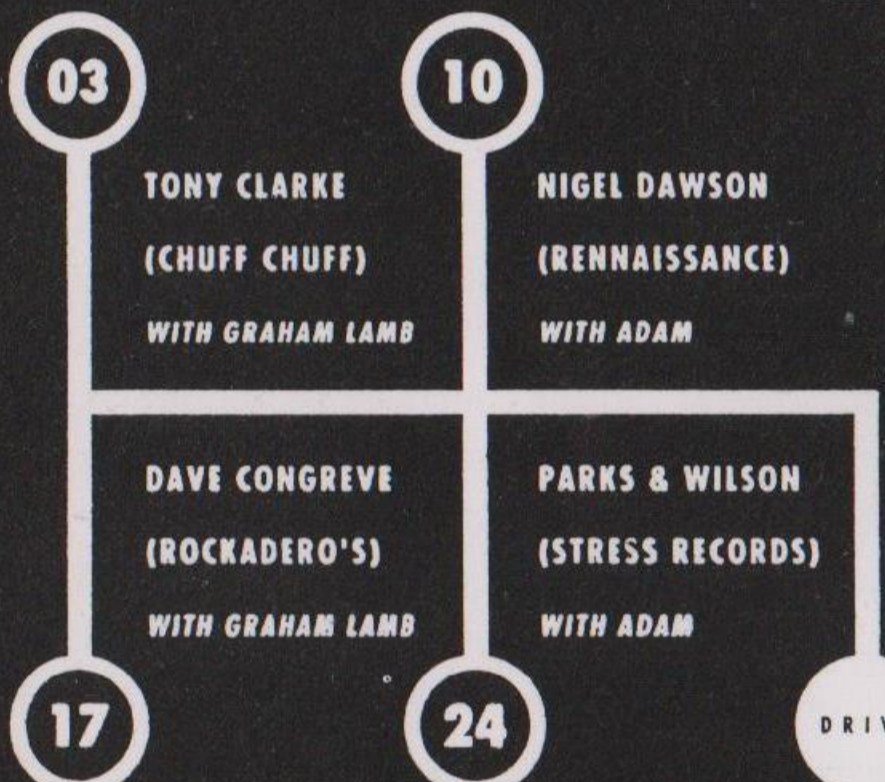 03
10
TONY CLARKE
(CHUFF CHUFF)
WITH GRAHAM LAMB
NIGEL DAWSON
(RENNAISSANCE)
WITH ADAM
DAVE CONGREVE
(ROCKADERO'S)
WITH GRAHAM LAMB
PARKS & WILSON
(STRESS RECORDS)
WITH ADAM
17
24